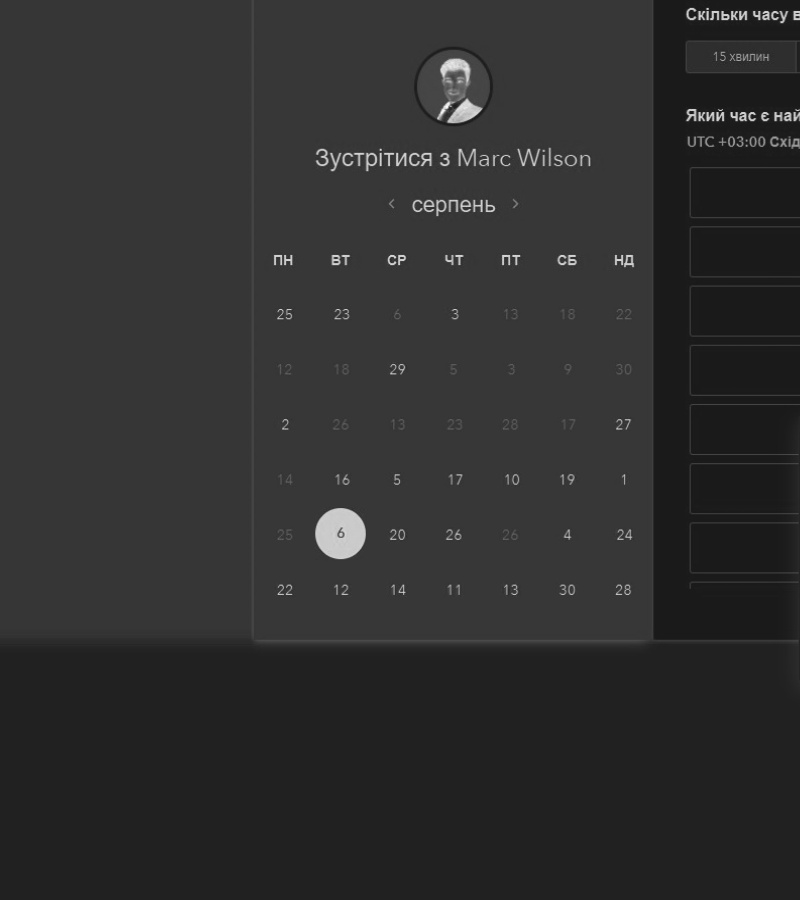 Скільки часу в
15 хвилин
Який час є най
UTC +03:00 Схід
Зустрітися з Marc Wilson
‹ серпень ›
ПН ВТ СР ЧТ ПТ СБ НД
25 23 6 3 13 18 22
12 18 29 5 3 9 30
2 26 13 23 28 17 27
14 16 5 17 10 19 1
25 6 20 26 26 4 24
22 12 14 11 13 30 28